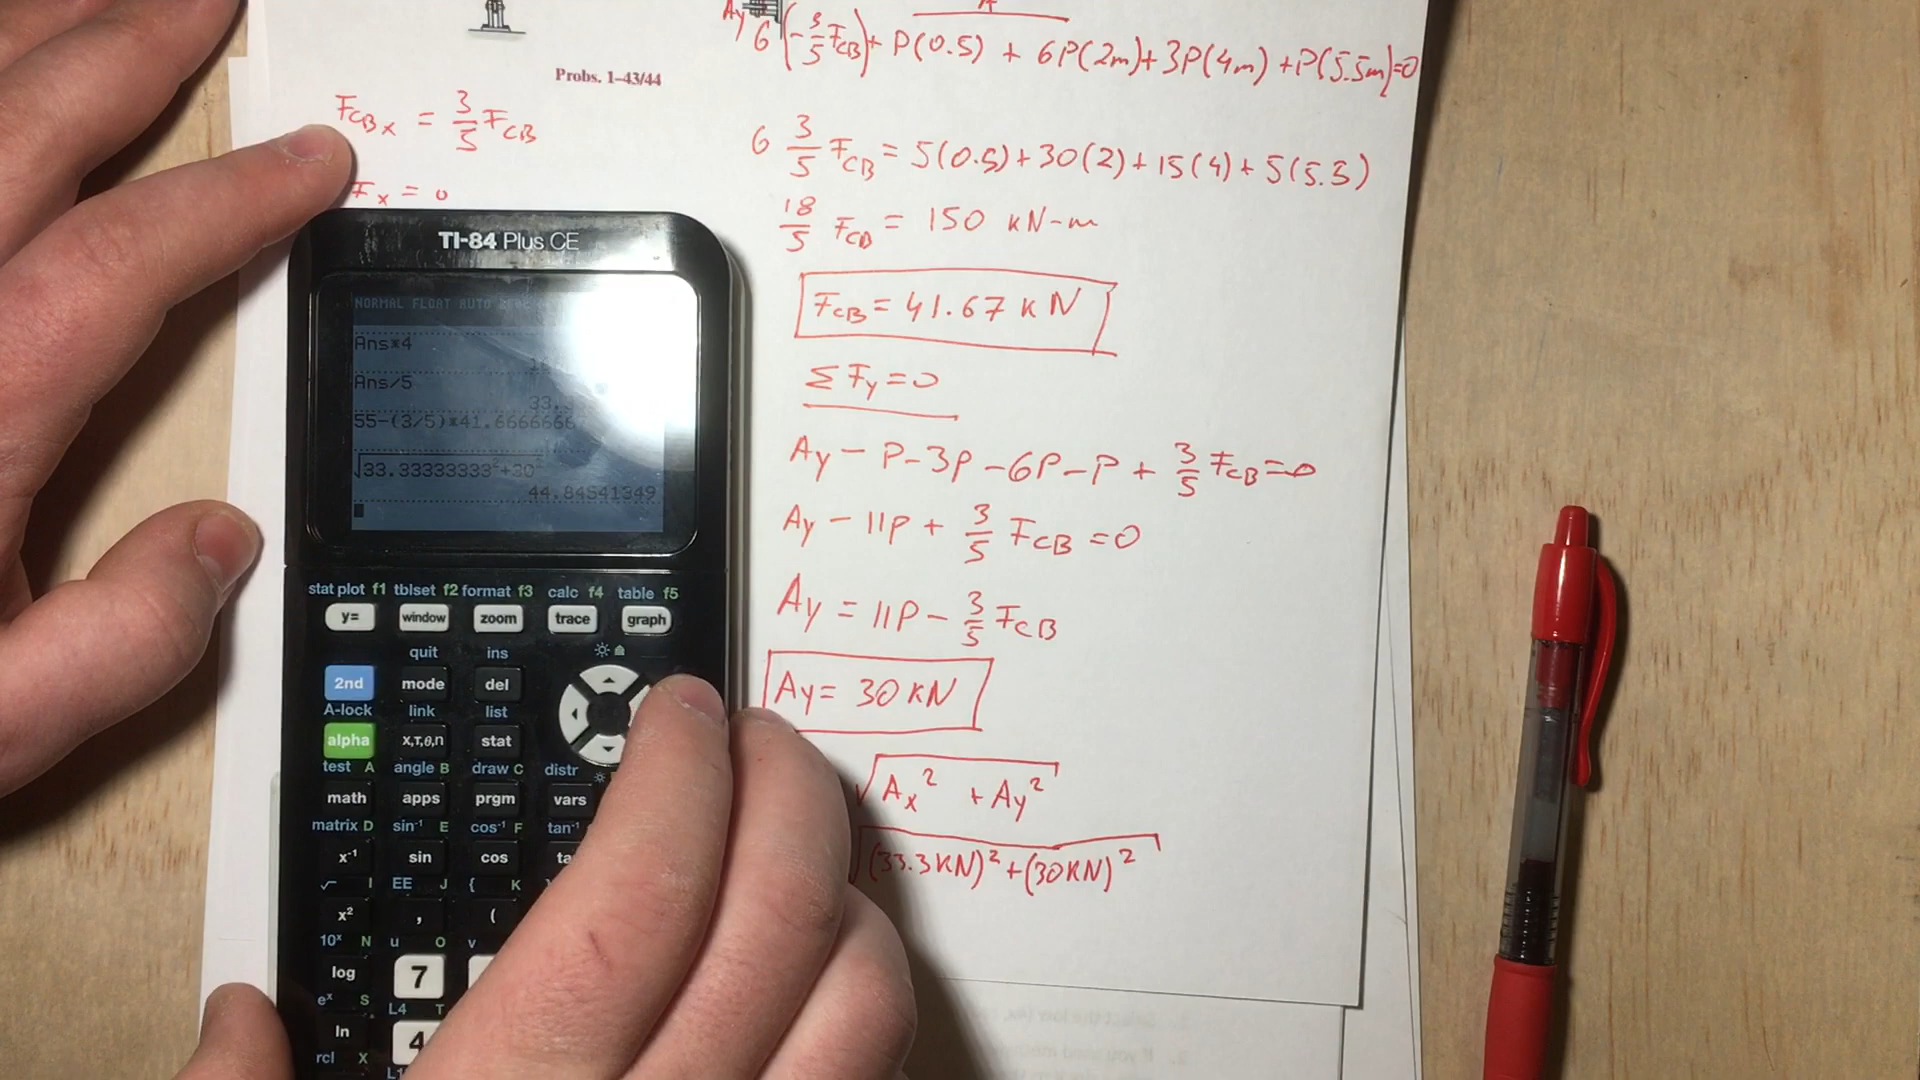 Ay
6(-3/5 FCB) + P(0.5) + 6P(2m) + 3P(4m) + P(5.5m) = 0
Probs. 1–43/44
FCBx = 3/5 FCB
Fx = 0
6 3/5 FCB = 5(0.5) + 30(2) + 15(4) + 5(5.5)
18/5 FCB = 150 kN-m
FCB = 41.67 kN
ΣFy = 0
Ay - P - 3P - 6P - P + 3/5 FCB = 0
Ay - 11P + 3/5 FCB = 0
Ay = 11P - 3/5 FCB
Ay = 30 kN
√Ax² + Ay²
√(33.3KN)² + (30KN)²
TI-84 Plus CE
NORMAL FLOAT AUTO
Ans*4
Ans/5
33.
55-(3/5)*41.6666666
√33.33333333²+30²
44.84541349
stat plot f1 tblset f2 format f3 calc f4 table f5
y= window zoom trace graph
quit ins
2nd mode del
A-lock link list
alpha X,T,θ,n stat
test A angle B draw C distr
math apps prgm vars
matrix D sin⁻¹ E cos⁻¹ F tan⁻¹
x⁻¹ sin cos ta
√ I EE J { K
x² , (
10ˣ N u O v
log 7
eˣ S L4 T
ln 4
rcl X